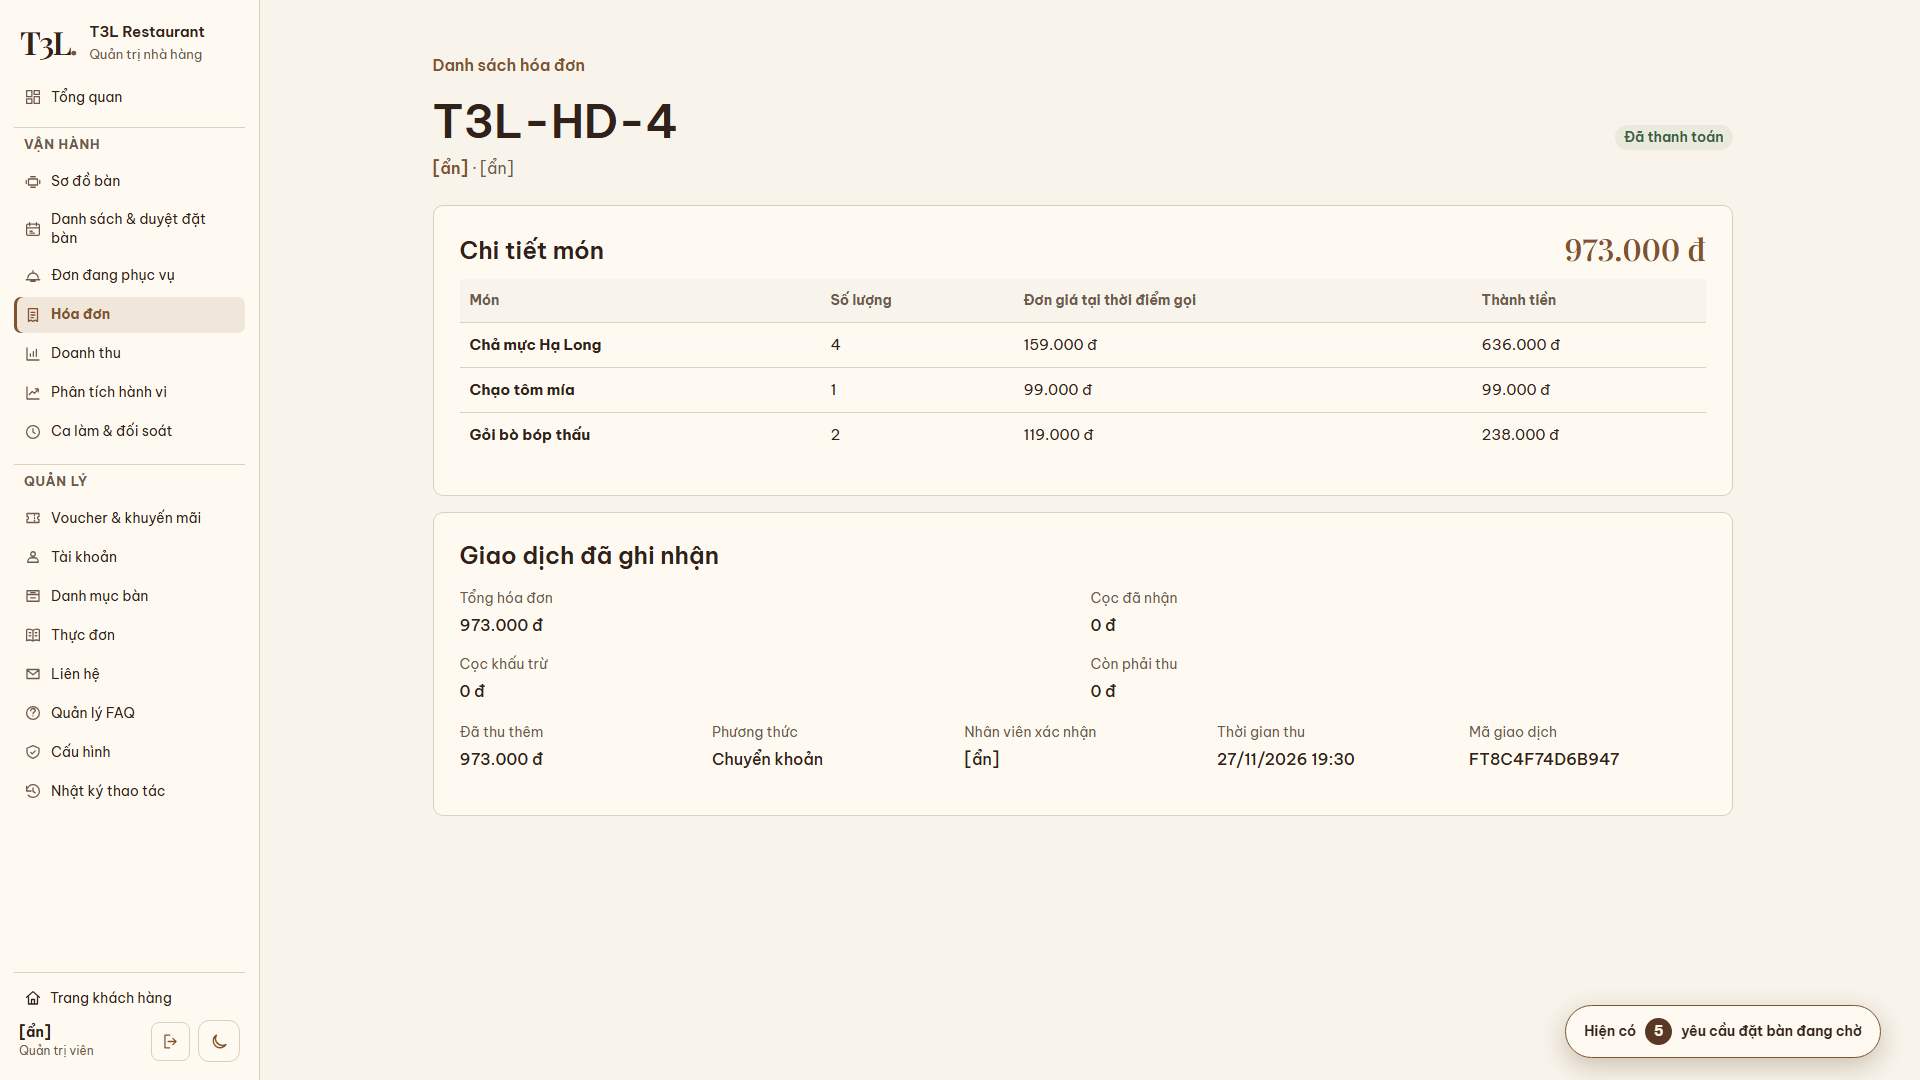 T3L.
T3L Restaurant
Quản trị nhà hàng
Tổng quan
VẬN HÀNH
Sơ đồ bàn
Danh sách & duyệt đặt
bàn
Đơn đang phục vụ
Hóa đơn
Doanh thu
Phân tích hành vi
Ca làm & đối soát
QUẢN LÝ
Voucher & khuyến mãi
Tài khoản
Danh mục bàn
Thực đơn
Liên hệ
Quản lý FAQ
Cấu hình
Nhật ký thao tác
Trang khách hàng
[ẩn]
Quản trị viên
Danh sách hóa đơn
T3L-HD-4
Đã thanh toán
[ẩn] · [ẩn]
Chi tiết món 973.000 đ
Món Số lượng Đơn giá tại thời điểm gọi Thành tiền
Chả mực Hạ Long 4 159.000 đ 636.000 đ
Chạo tôm mía 1 99.000 đ 99.000 đ
Gỏi bò bóp thấu 2 119.000 đ 238.000 đ
Giao dịch đã ghi nhận
Tổng hóa đơn Cọc đã nhận
973.000 đ 0 đ
Cọc khấu trừ Còn phải thu
0 đ 0 đ
Đã thu thêm Phương thức Nhân viên xác nhận Thời gian thu Mã giao dịch
973.000 đ Chuyển khoản [ẩn] 27/11/2026 19:30 FT8C4F74D6B947
Hiện có 5 yêu cầu đặt bàn đang chờ